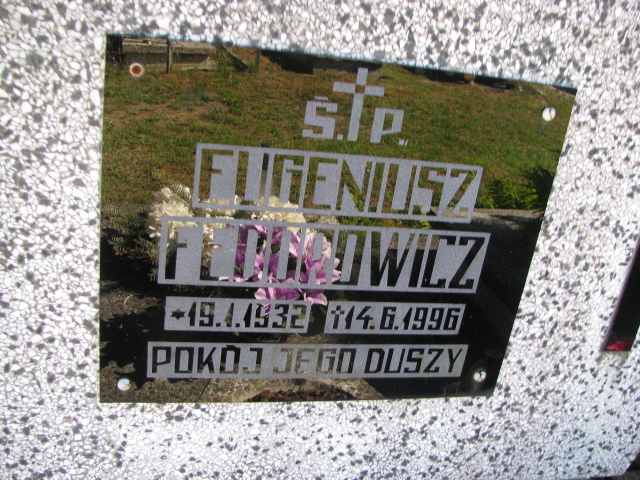 Ś.P.
EUGENIUSZ
FEDOROWICZ
*19.1.1932 †14.6.1996
POKÓJ JEGO DUSZY